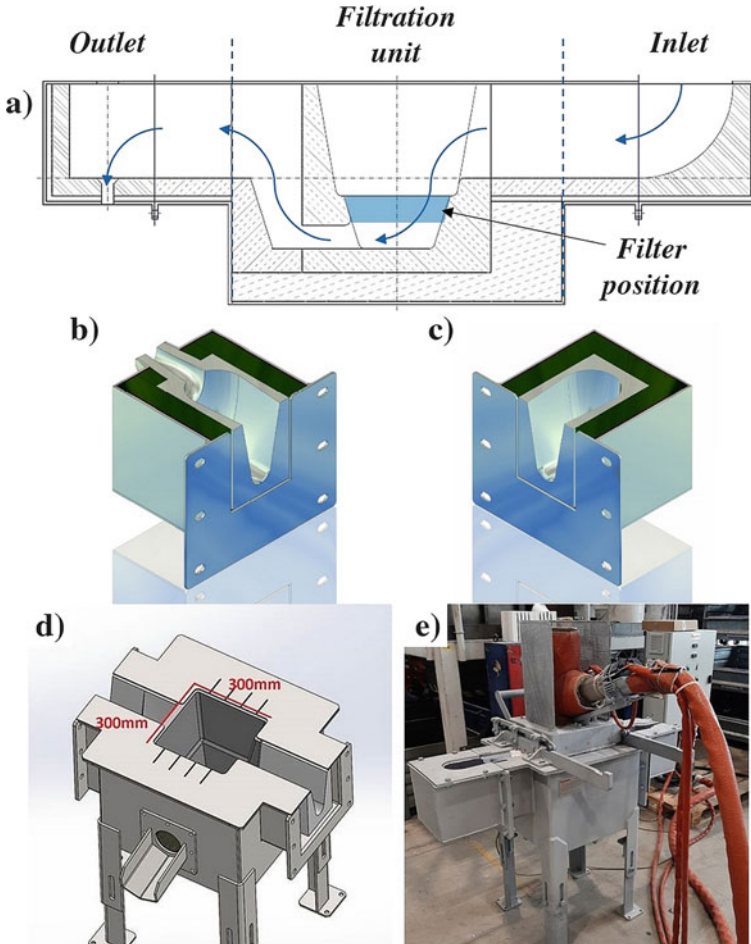 Outlet
Filtration
unit
Inlet
a)
Filter
position
b)
c)
d)
300mm
300mm
e)